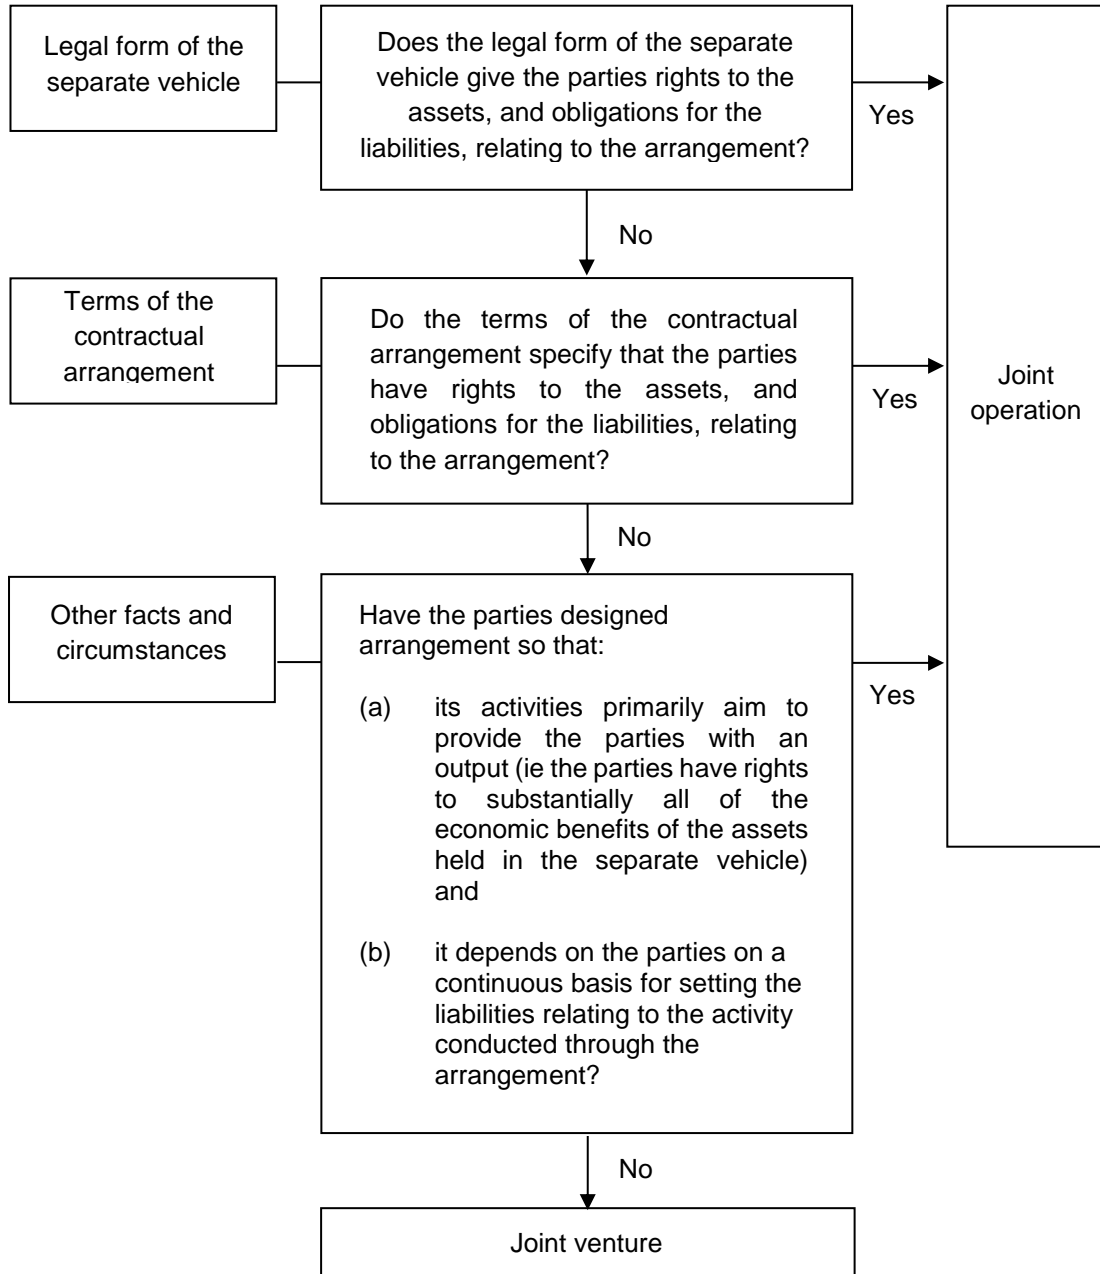 Legal form of the
separate vehicle
Does the legal form of the separate
vehicle give the parties rights to the
assets, and obligations for the
liabilities, relating to the arrangement?
Yes
No
Terms of the
contractual
arrangement
Do the terms of the contractual
arrangement specify that the parties
have rights to the assets, and
obligations for the liabilities, relating
to the arrangement?
Yes
Joint
operation
No
Other facts and
circumstances
Have the parties designed
arrangement so that:
(a) its activities primarily aim to
provide the parties with an
output (ie the parties have rights
to substantially all of the
economic benefits of the assets
held in the separate vehicle)
and
(b) it depends on the parties on a
continuous basis for setting the
liabilities relating to the activity
conducted through the
arrangement?
Yes
No
Joint venture